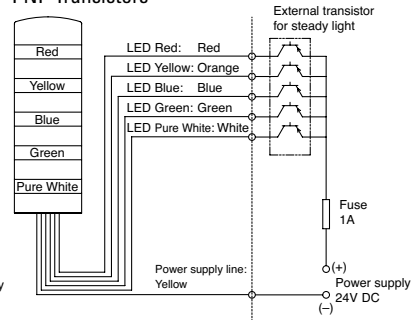 PNP Transistors
External transistor
for steady light
Red
Yellow
Blue
Green
Pure White
LED Red: Red
LED Yellow: Orange
LED Blue: Blue
LED Green: Green
LED Pure White: White
Fuse
1A
Power supply line:
Yellow
(+)
Power supply
24V DC
(–)
y